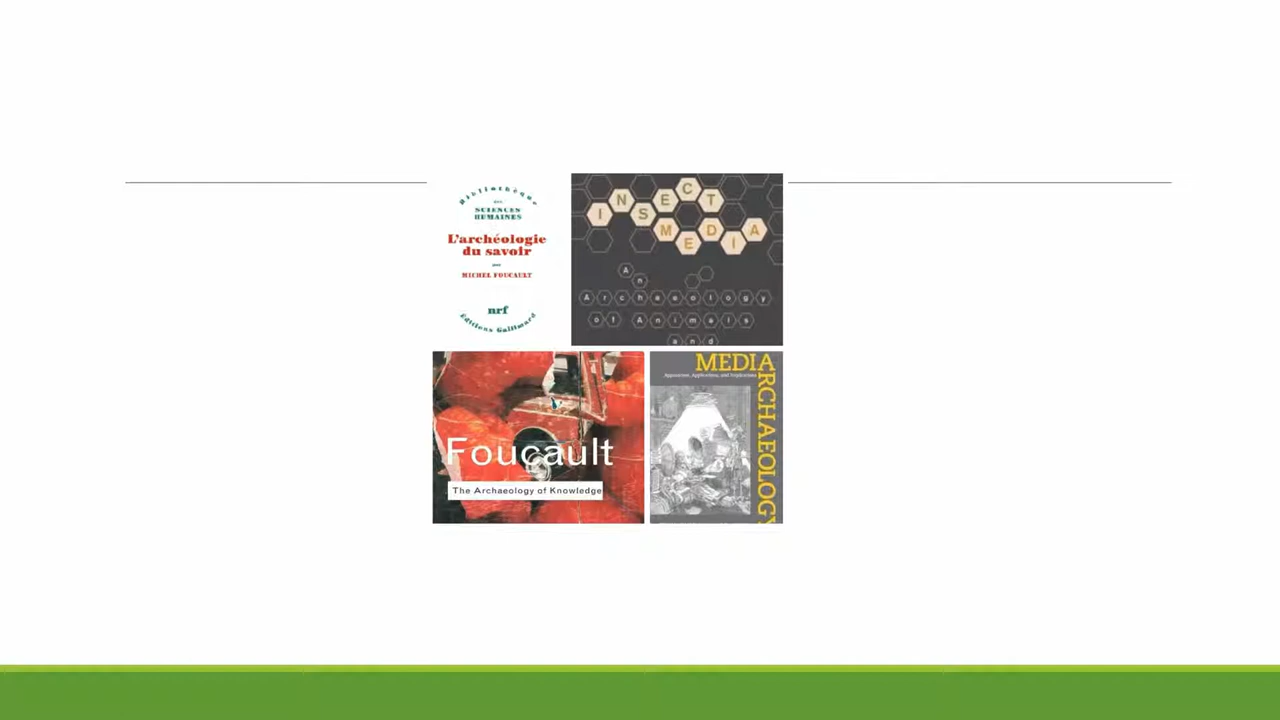 Bibliothèque
des
SCIENCES
HUMAINES
L'archéologie
du savoir
par
MICHEL FOUCAULT
nrf
Éditions Gallimard
INSECT
MEDIA
An
Archaeology
of Animals
and
Foucault
The Archaeology of Knowledge
MEDIA
ARCHAEOLOGY
Approaches, Applications, and Implications